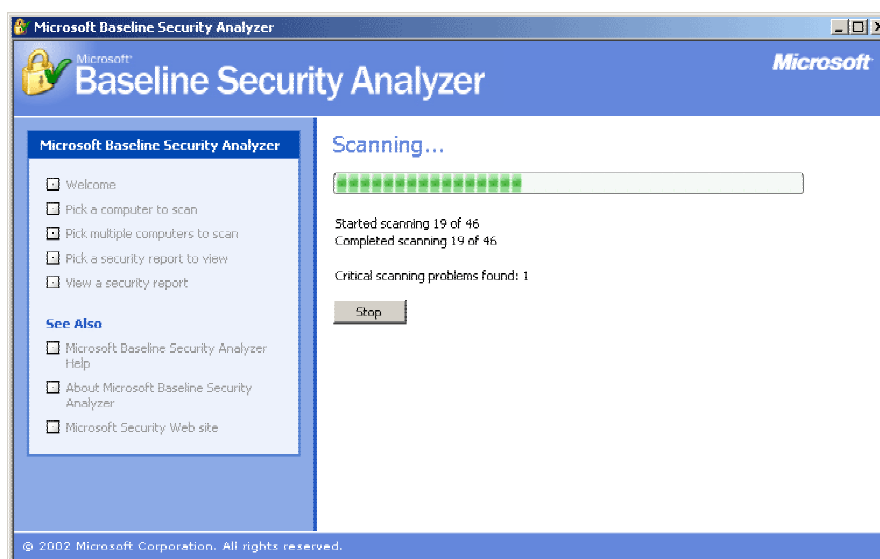 Microsoft Baseline Security Analyzer
Microsoft
Baseline Security Analyzer
Microsoft
Microsoft Baseline Security Analyzer
Welcome
Pick a computer to scan
Pick multiple computers to scan
Pick a security report to view
View a security report
See Also
Microsoft Baseline Security Analyzer
Help
About Microsoft Baseline Security
Analyzer
Microsoft Security Web site
Scanning...
Started scanning 19 of 46
Completed scanning 19 of 46
Critical scanning problems found: 1
Stop
© 2002 Microsoft Corporation. All rights reserved.